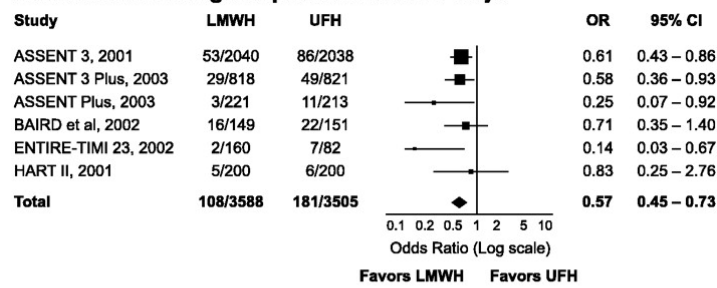 Study LMWH UFH OR 95% CI
ASSENT 3, 2001 53/2040 86/2038 0.61 0.43 – 0.86
ASSENT 3 Plus, 2003 29/818 49/821 0.58 0.36 – 0.93
ASSENT Plus, 2003 3/221 11/213 0.25 0.07 – 0.92
BAIRD et al, 2002 16/149 22/151 0.71 0.35 – 1.40
ENTIRE-TIMI 23, 2002 2/160 7/82 0.14 0.03 – 0.67
HART II, 2001 5/200 6/200 0.83 0.25 – 2.76
Total 108/3588 181/3505 0.57 0.45 – 0.73
0.1 0.2 0.5 1 2 5 10
Odds Ratio (Log scale)
Favors LMWH Favors UFH